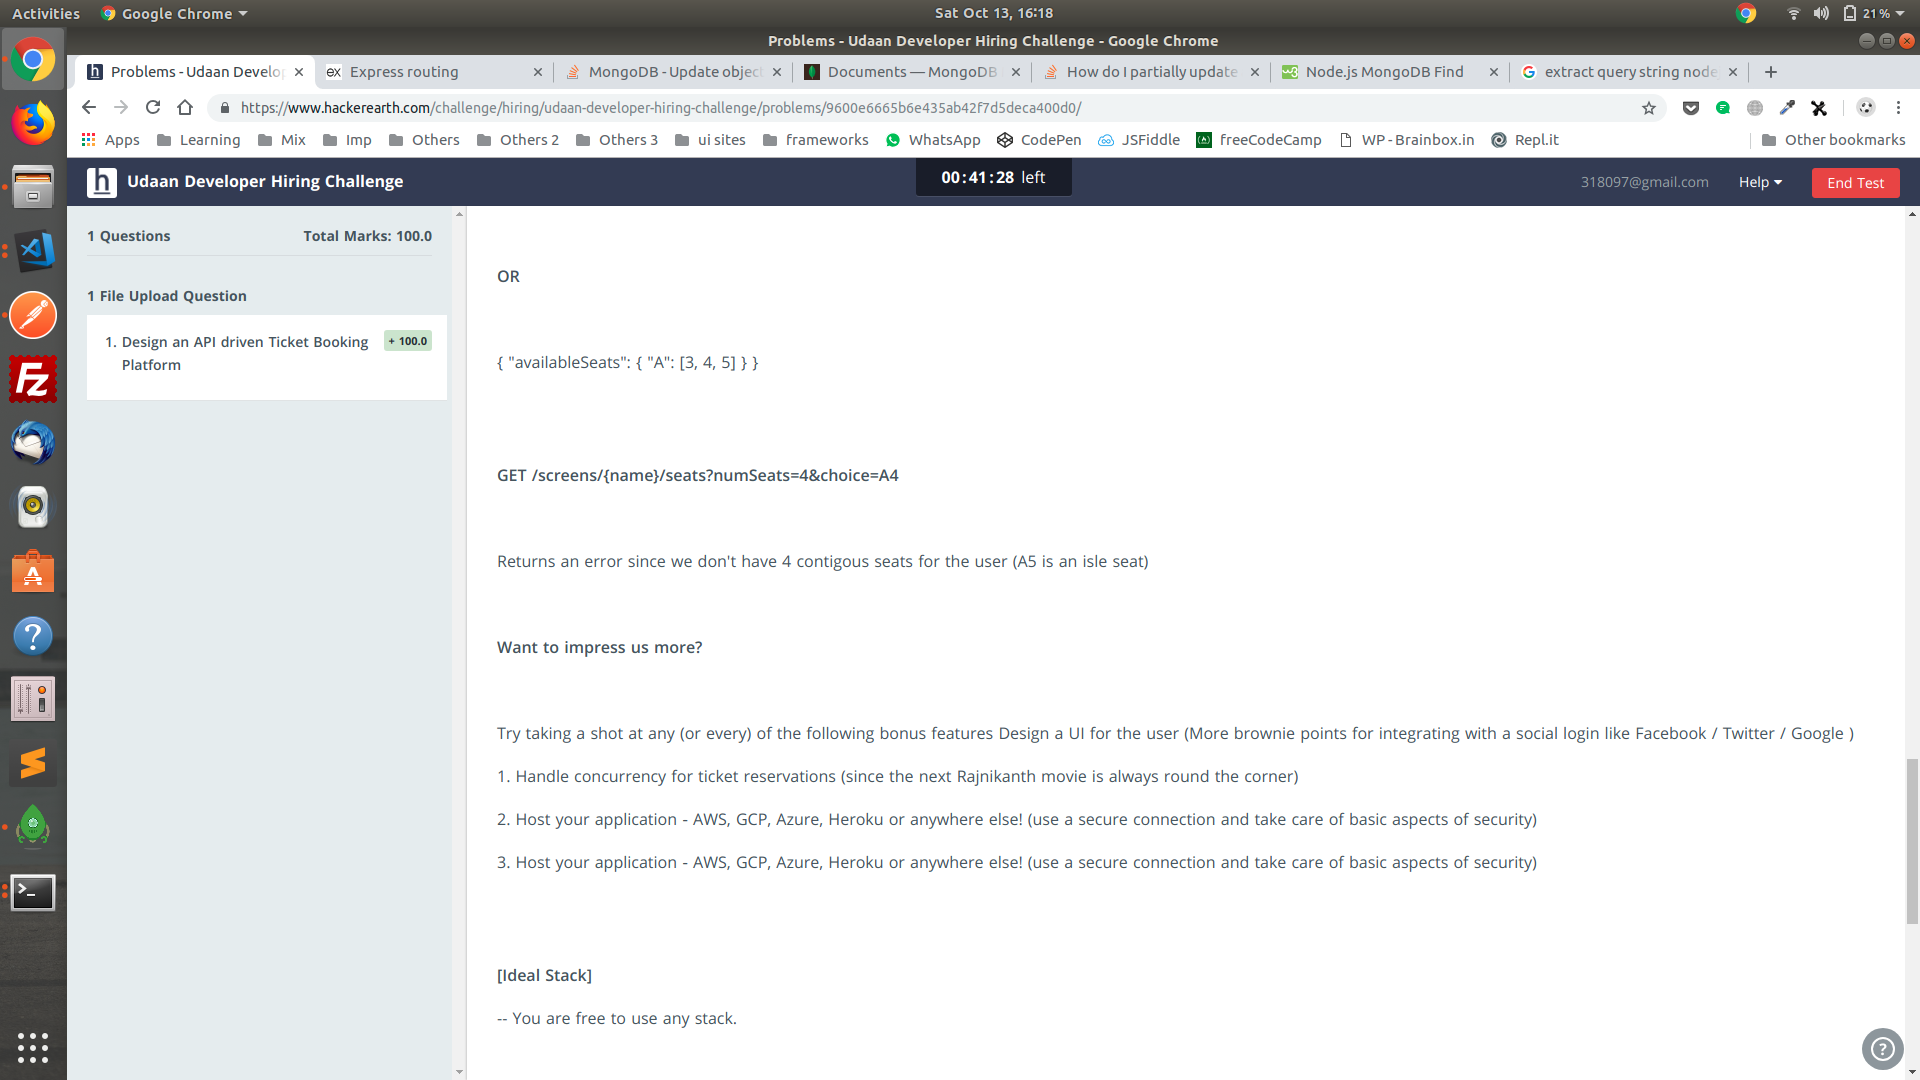 Activities
Google Chrome
Sat Oct 13, 16:18
21%
Problems - Udaan Developer Hiring Challenge - Google Chrome
Problems - Udaan Develop
Express routing
MongoDB - Update object
Documents — MongoDB
How do I partially update
Node.js MongoDB Find
extract query string node
https://www.hackerearth.com/challenge/hiring/udaan-developer-hiring-challenge/problems/9600e6665b6e435ab42f7d5deca400d0/
Apps
Learning
Mix
Imp
Others
Others 2
Others 3
ui sites
frameworks
WhatsApp
CodePen
JSFiddle
freeCodeCamp
WP - Brainbox.in
Repl.it
Other bookmarks
h
Udaan Developer Hiring Challenge
00:41:28 left
318097@gmail.com
Help
End Test
1 Questions
Total Marks: 100.0
1 File Upload Question
1. Design an API driven Ticket Booking
Platform
+ 100.0
OR
{ "availableSeats": { "A": [3, 4, 5] } }
GET /screens/{name}/seats?numSeats=4&choice=A4
Returns an error since we don't have 4 contigous seats for the user (A5 is an isle seat)
Want to impress us more?
Try taking a shot at any (or every) of the following bonus features Design a UI for the user (More brownie points for integrating with a social login like Facebook / Twitter / Google )
1. Handle concurrency for ticket reservations (since the next Rajnikanth movie is always round the corner)
2. Host your application - AWS, GCP, Azure, Heroku or anywhere else! (use a secure connection and take care of basic aspects of security)
3. Host your application - AWS, GCP, Azure, Heroku or anywhere else! (use a secure connection and take care of basic aspects of security)
[Ideal Stack]
-- You are free to use any stack.